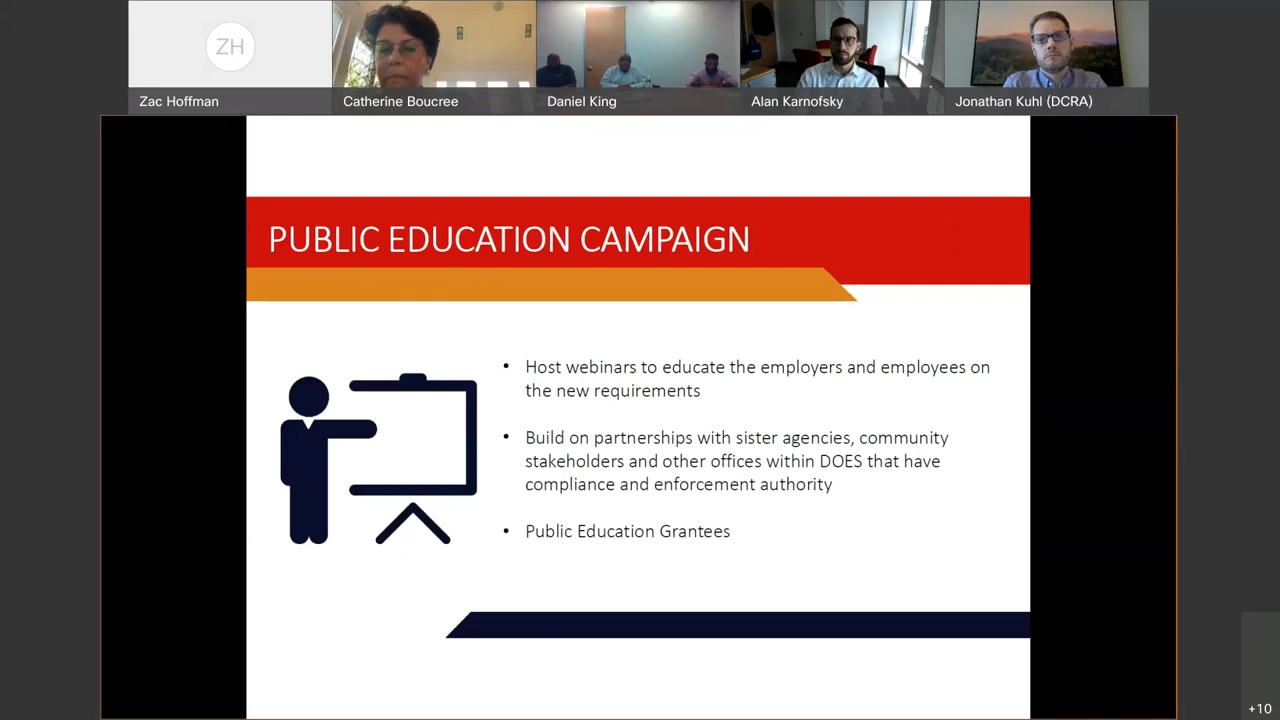 ZH
Zac Hoffman
Catherine Boucree
Daniel King
Alan Karnofsky
Jonathan Kuhl (DCRA)
PUBLIC EDUCATION CAMPAIGN
• Host webinars to educate the employers and employees on
the new requirements
• Build on partnerships with sister agencies, community
stakeholders and other offices within DOES that have
compliance and enforcement authority
• Public Education Grantees
+10